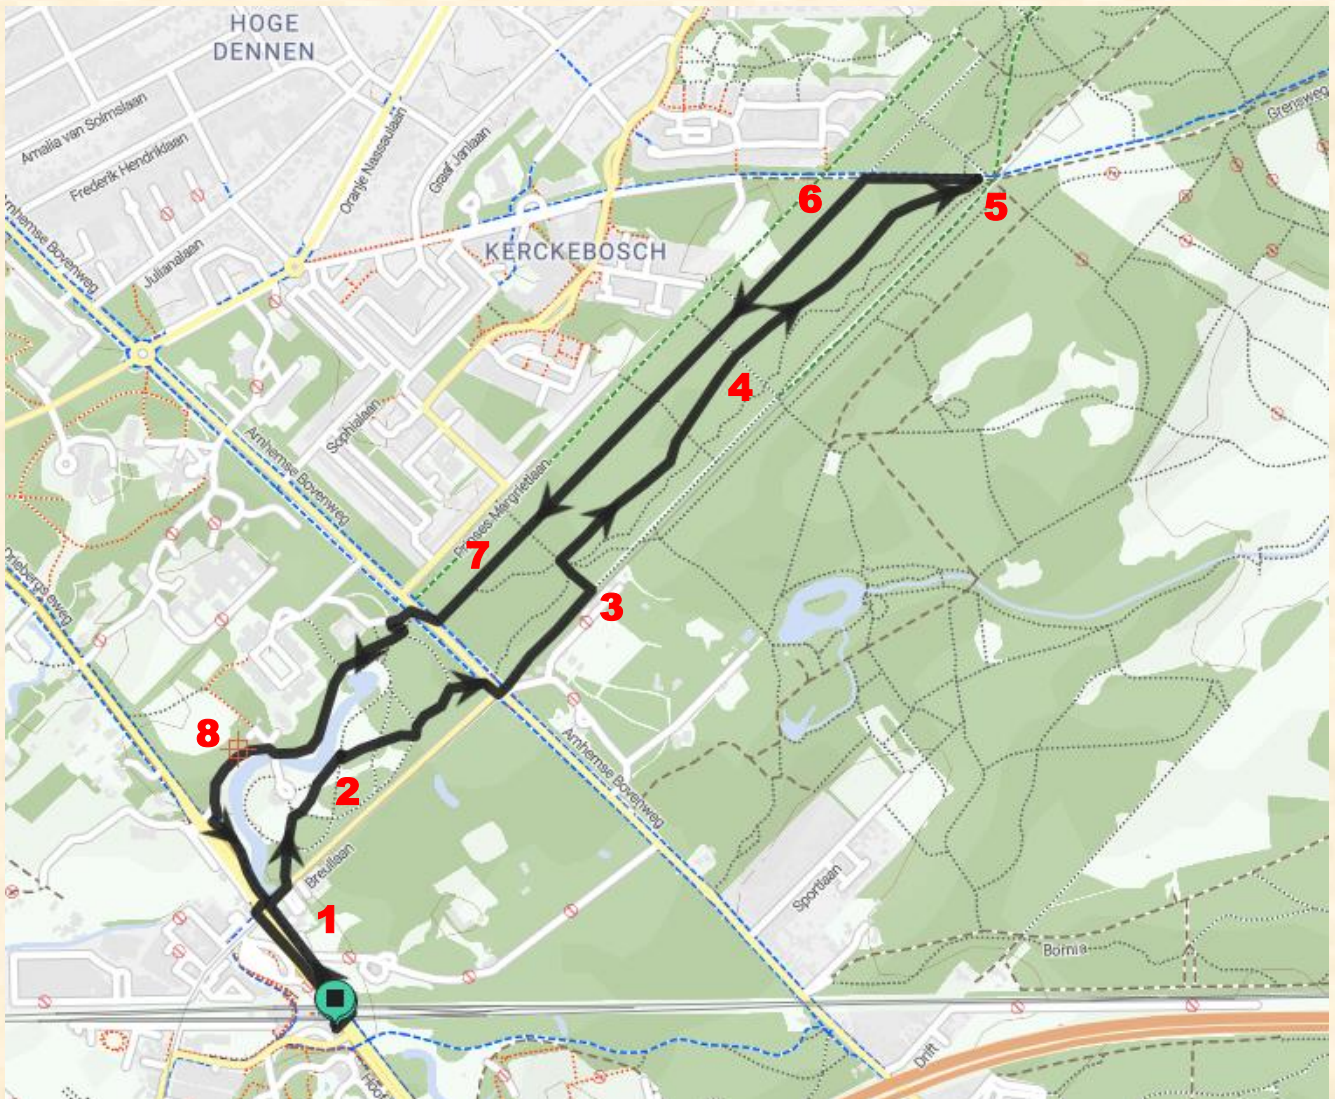 HOGE
DENNEN
Amalia van Solmslaan
Frederik Hendriklaan
Oranje Nassaulaan
Graaf Janlaan
Grensweg
6
5
Arnhemse Bovenweg
Julianalaan
KERCKEBOSCH
4
Sophialaan
Arnhemse Bovenweg
Prinses Margrietlaan
7
3
8
2
Arnhemse Bovenweg
Breullaan
Sportlaan
1
Bornia
Drift